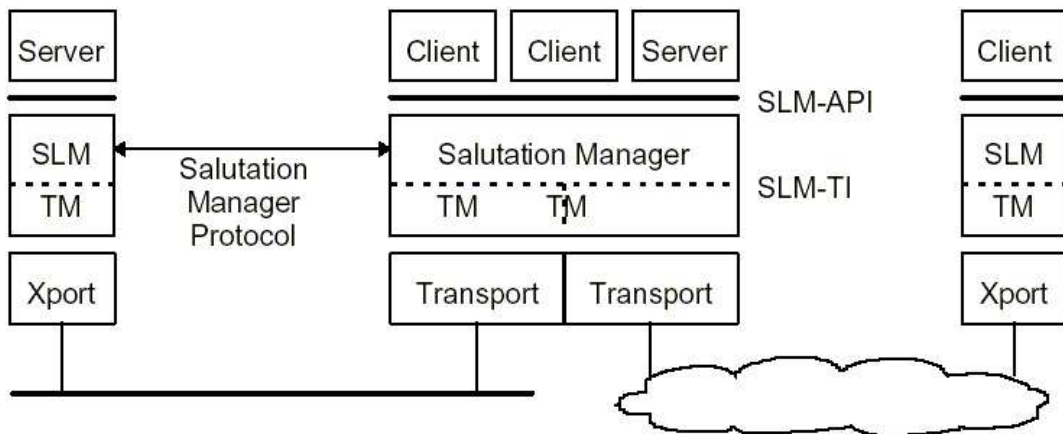 Server
Client
Client
Server
Client
SLM-API
SLM
Salutation Manager
SLM
Salutation
Manager
Protocol
SLM-TI
TM
TM
TM
TM
Xport
Transport
Transport
Xport